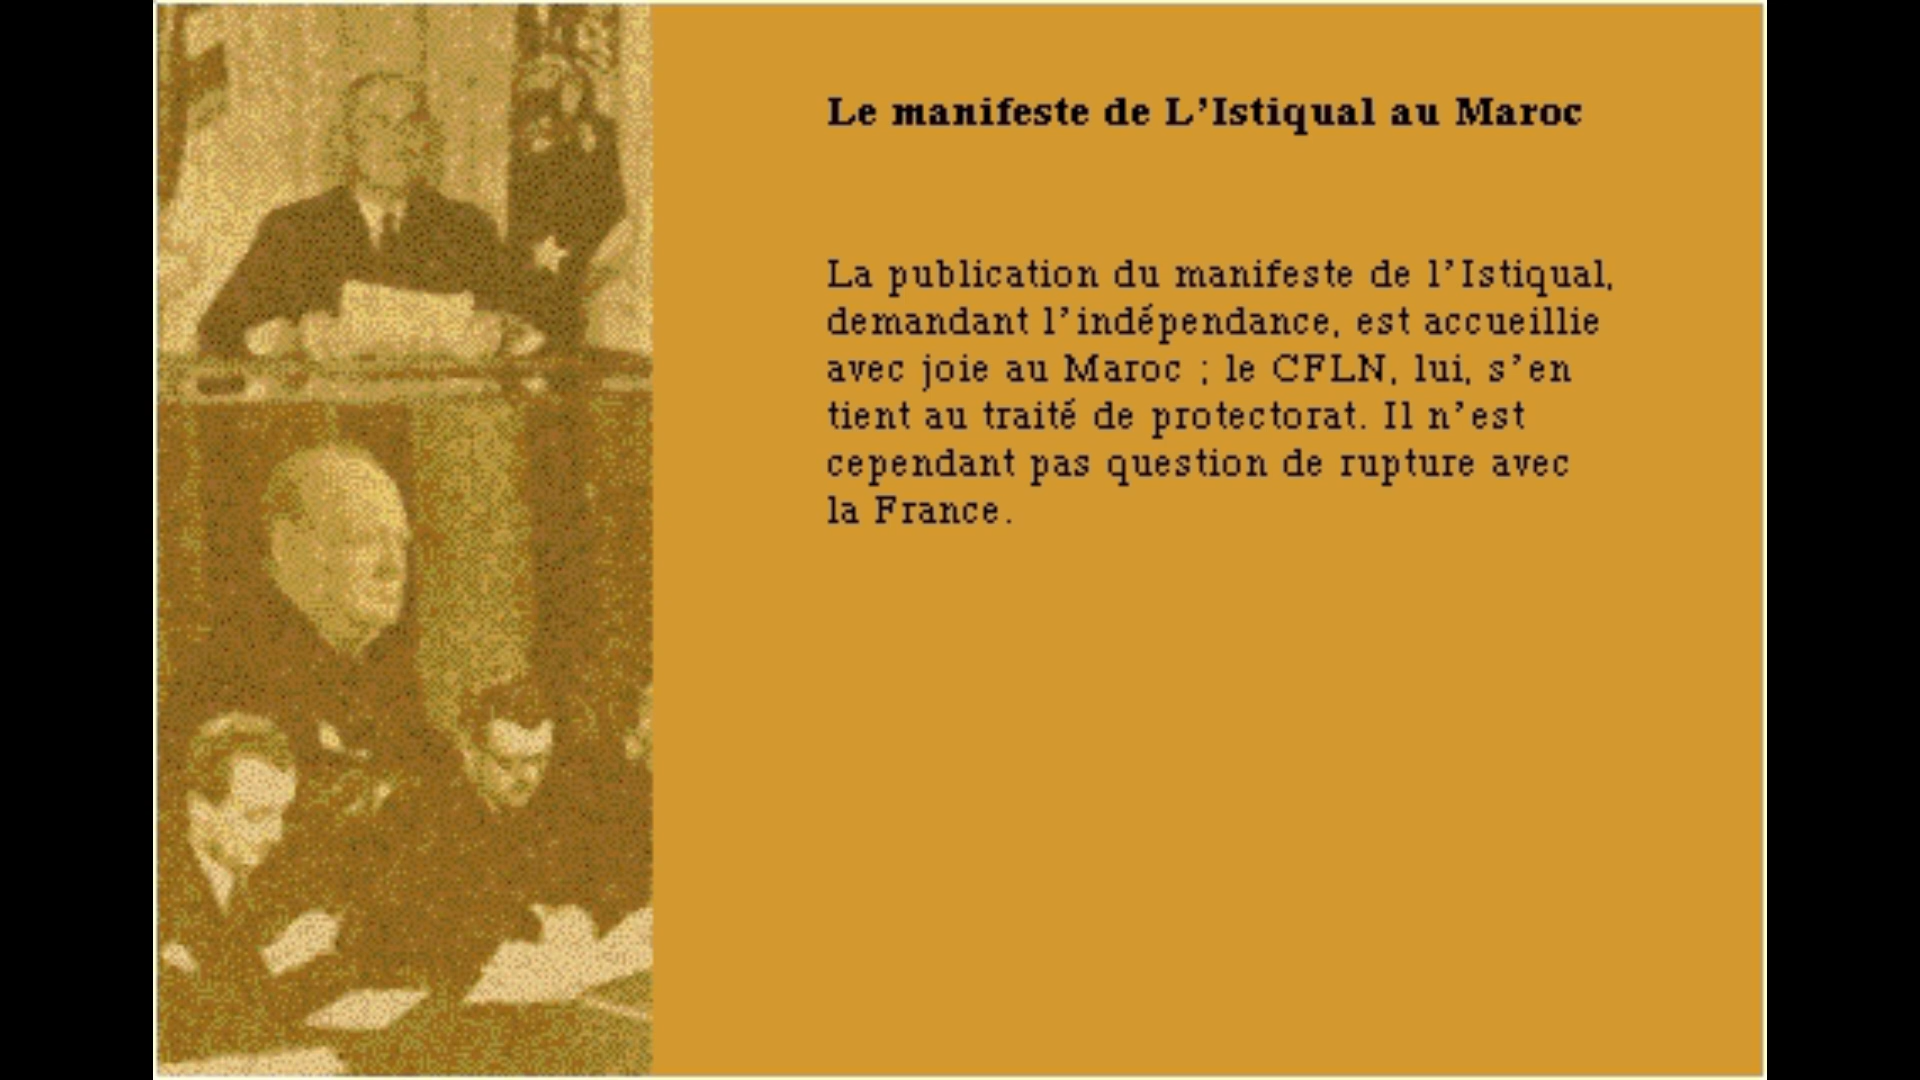 Le manifeste de L’Istiqual au Maroc
La publication du manifeste de l’Istiqual,
demandant l’indépendance, est accueillie
avec joie au Maroc ; le CFLN, lui, s’en
tient au traité de protectorat. Il n’est
cependant pas question de rupture avec
la France.